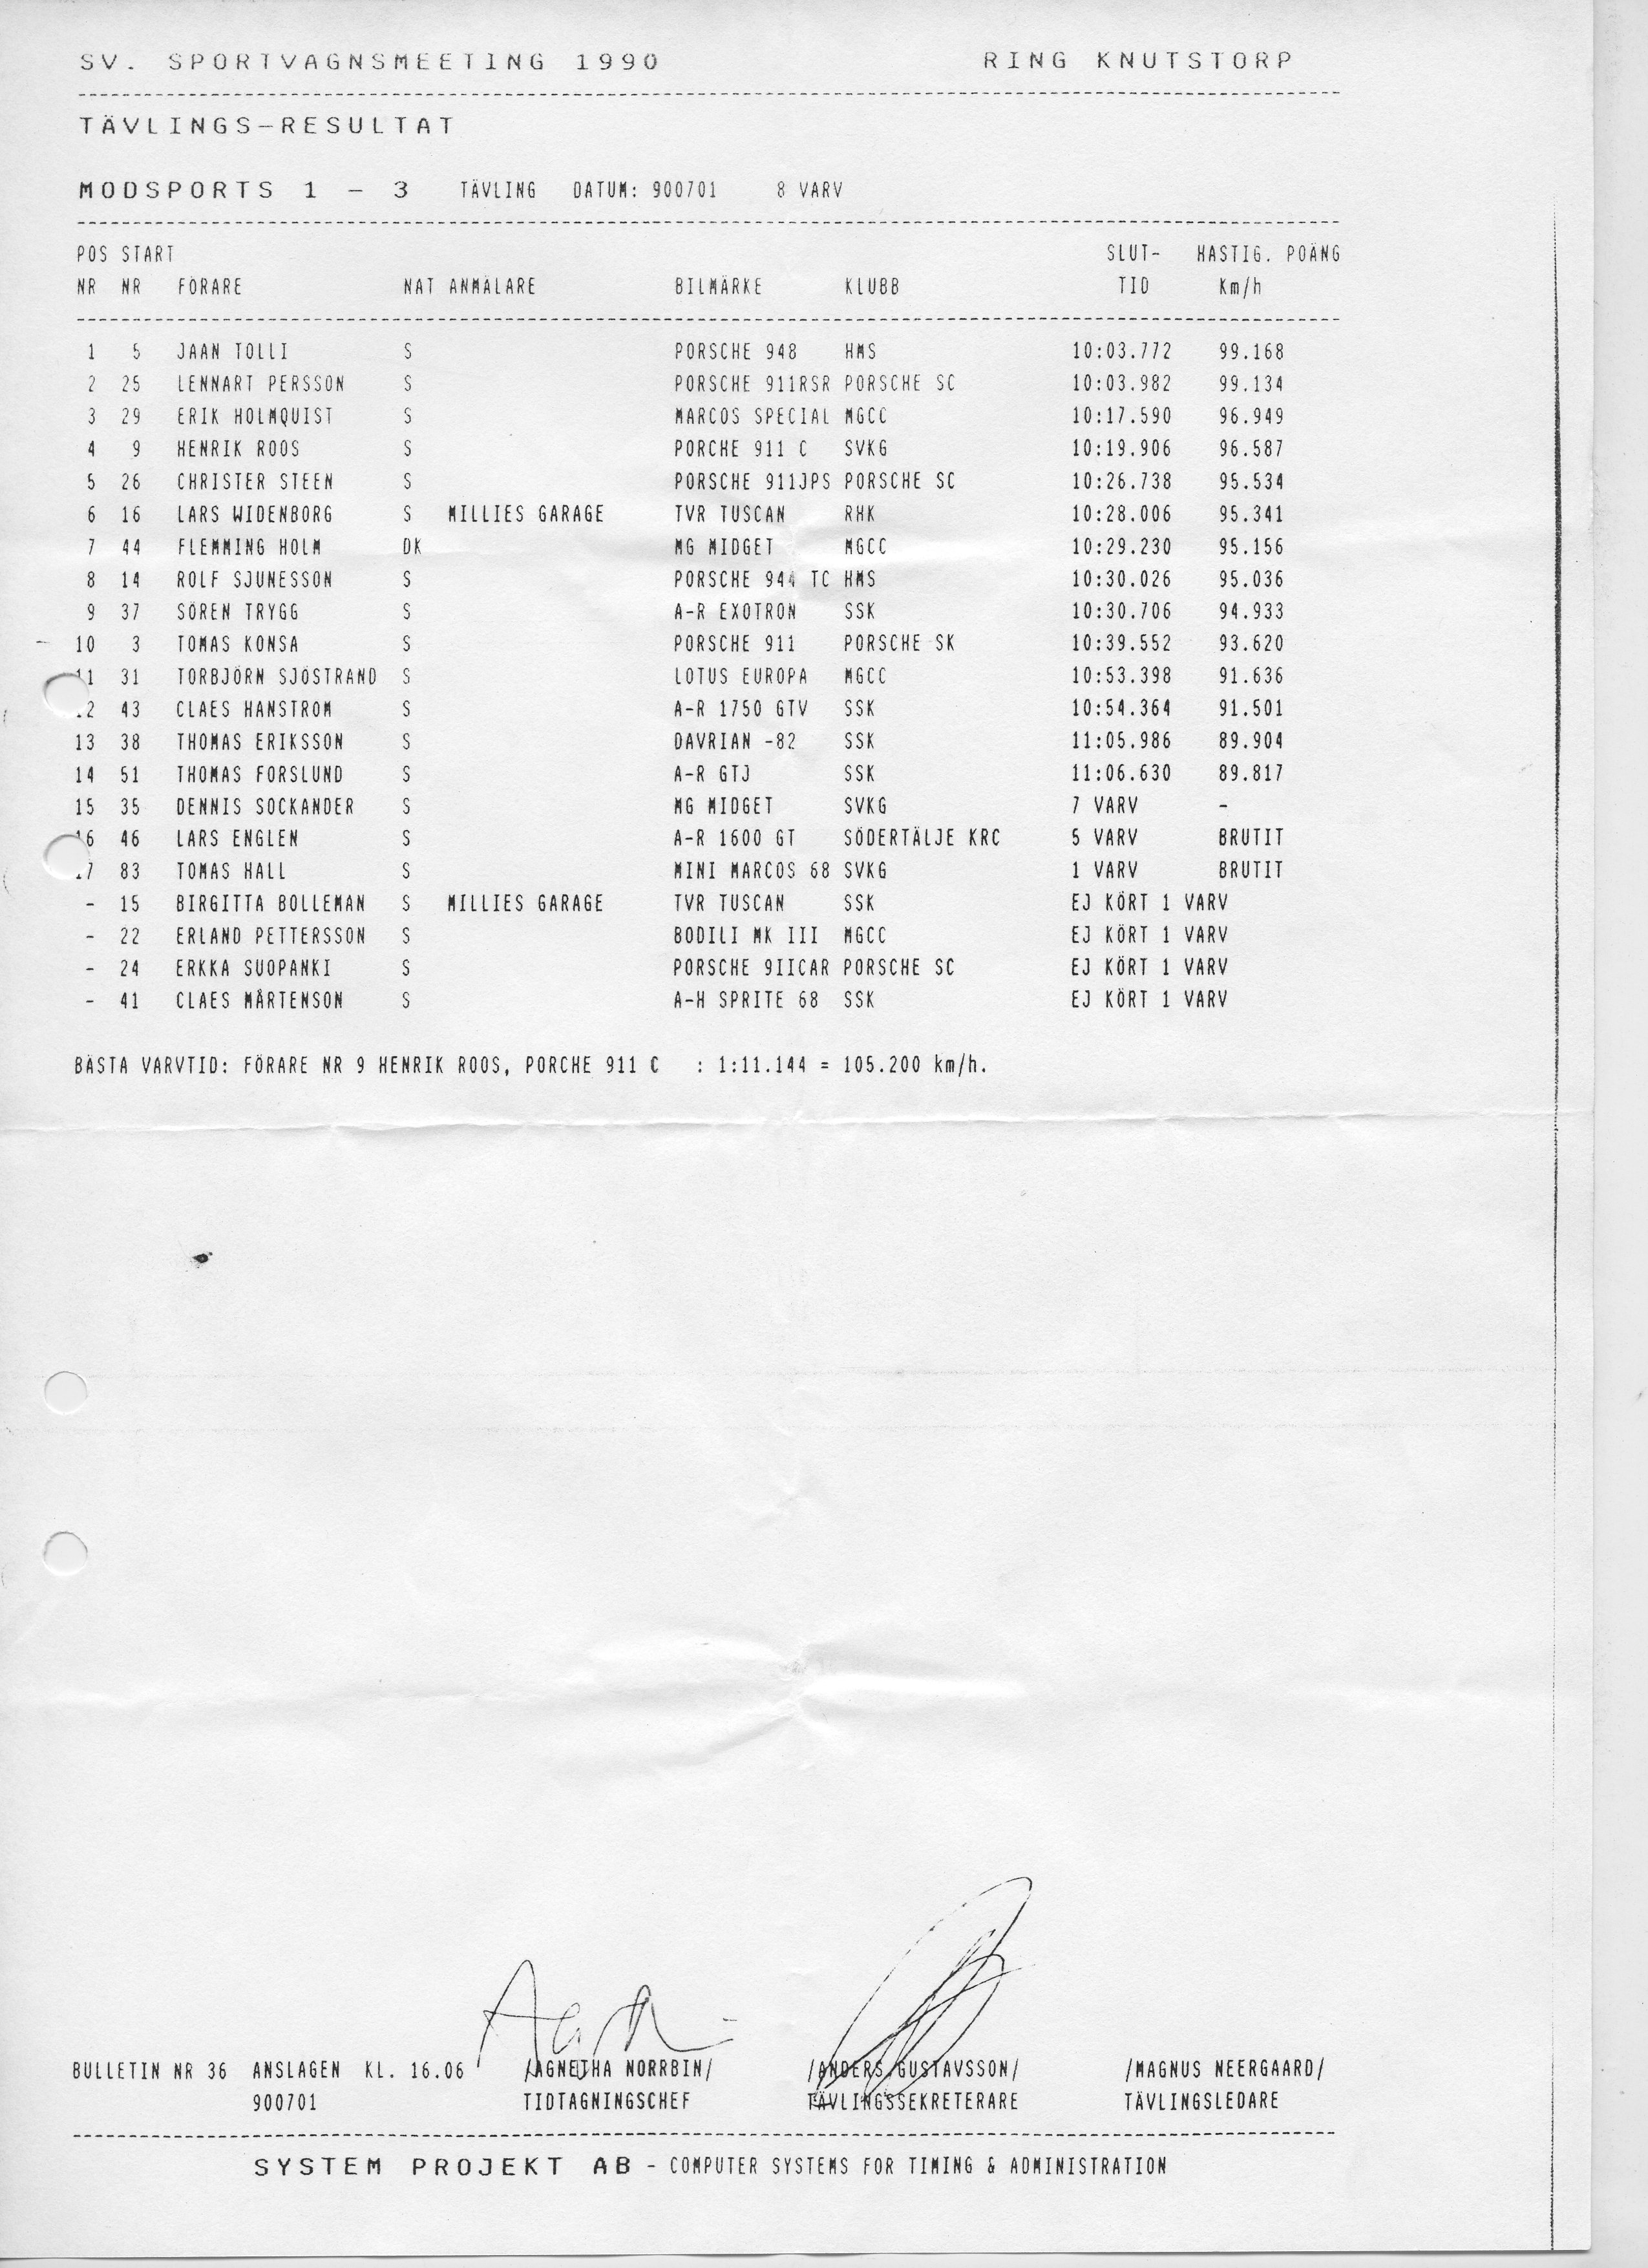 SV. SPORTVAGNSMEETING 1990 RING KNUTSTORP
TÄVLINGS-RESULTAT
MODSPORTS 1 - 3 TÄVLING DATUM: 900701 8 VARV
POS START SLUT- HASTIG. POÄNG
NR NR FÖRARE NAT ANMÄLARE BILMÄRKE KLUBB TID Km/h
1 5 JAAN TOLLI S PORSCHE 948 HMS 10:03.772 99.168
2 25 LENNART PERSSON S PORSCHE 911RSR PORSCHE SC 10:03.982 99.134
3 29 ERIK HOLMQUIST S MARCOS SPECIAL MGCC 10:17.590 96.949
4 9 HENRIK ROOS S PORCHE 911 C SVKG 10:19.906 96.587
5 26 CHRISTER STEEN S PORSCHE 911JPS PORSCHE SC 10:26.738 95.534
6 16 LARS WIDENBORG S MILLIES GARAGE TVR TUSCAN RHK 10:28.006 95.341
7 44 FLEMMING HOLM DK MG MIDGET MGCC 10:29.230 95.156
8 14 ROLF SJUNESSON S PORSCHE 944 TC HMS 10:30.026 95.036
9 37 SÖREN TRYGG S A-R EXOTRON SSK 10:30.706 94.933
10 3 TOMAS KONSA S PORSCHE 911 PORSCHE SK 10:39.552 93.620
11 31 TORBJÖRN SJÖSTRAND S LOTUS EUROPA MGCC 10:53.398 91.636
12 43 CLAES HANSTROM S A-R 1750 GTV SSK 10:54.364 91.501
13 38 THOMAS ERIKSSON S DAVRIAN -82 SSK 11:05.986 89.904
14 51 THOMAS FORSLUND S A-R GTJ SSK 11:06.630 89.817
15 35 DENNIS SOCKANDER S MG MIDGET SVKG 7 VARV -
16 46 LARS ENGLEN S A-R 1600 GT SÖDERTÄLJE KRC 5 VARV BRUTIT
17 83 TOMAS HALL S MINI MARCOS 68 SVKG 1 VARV BRUTIT
- 15 BIRGITTA BOLLEMAN S MILLIES GARAGE TVR TUSCAN SSK EJ KÖRT 1 VARV
- 22 ERLAND PETTERSSON S BODILI MK III MGCC EJ KÖRT 1 VARV
- 24 ERKKA SUOPANKI S PORSCHE 9IICAR PORSCHE SC EJ KÖRT 1 VARV
- 41 CLAES MÅRTENSON S A-H SPRITE 68 SSK EJ KÖRT 1 VARV
BÄSTA VARVTID: FÖRARE NR 9 HENRIK ROOS, PORCHE 911 C : 1:11.144 = 105.200 km/h.
BULLETIN NR 36 ANSLAGEN KL. 16.06 /AGNETHA NORRBIN/ /ANDERS GUSTAVSSON/ /MAGNUS NEERGAARD/
900701 TIDTAGNINGSCHEF TÄVLINGSSEKRETERARE TÄVLINGSLEDARE
SYSTEM PROJEKT AB - COMPUTER SYSTEMS FOR TIMING & ADMINISTRATION